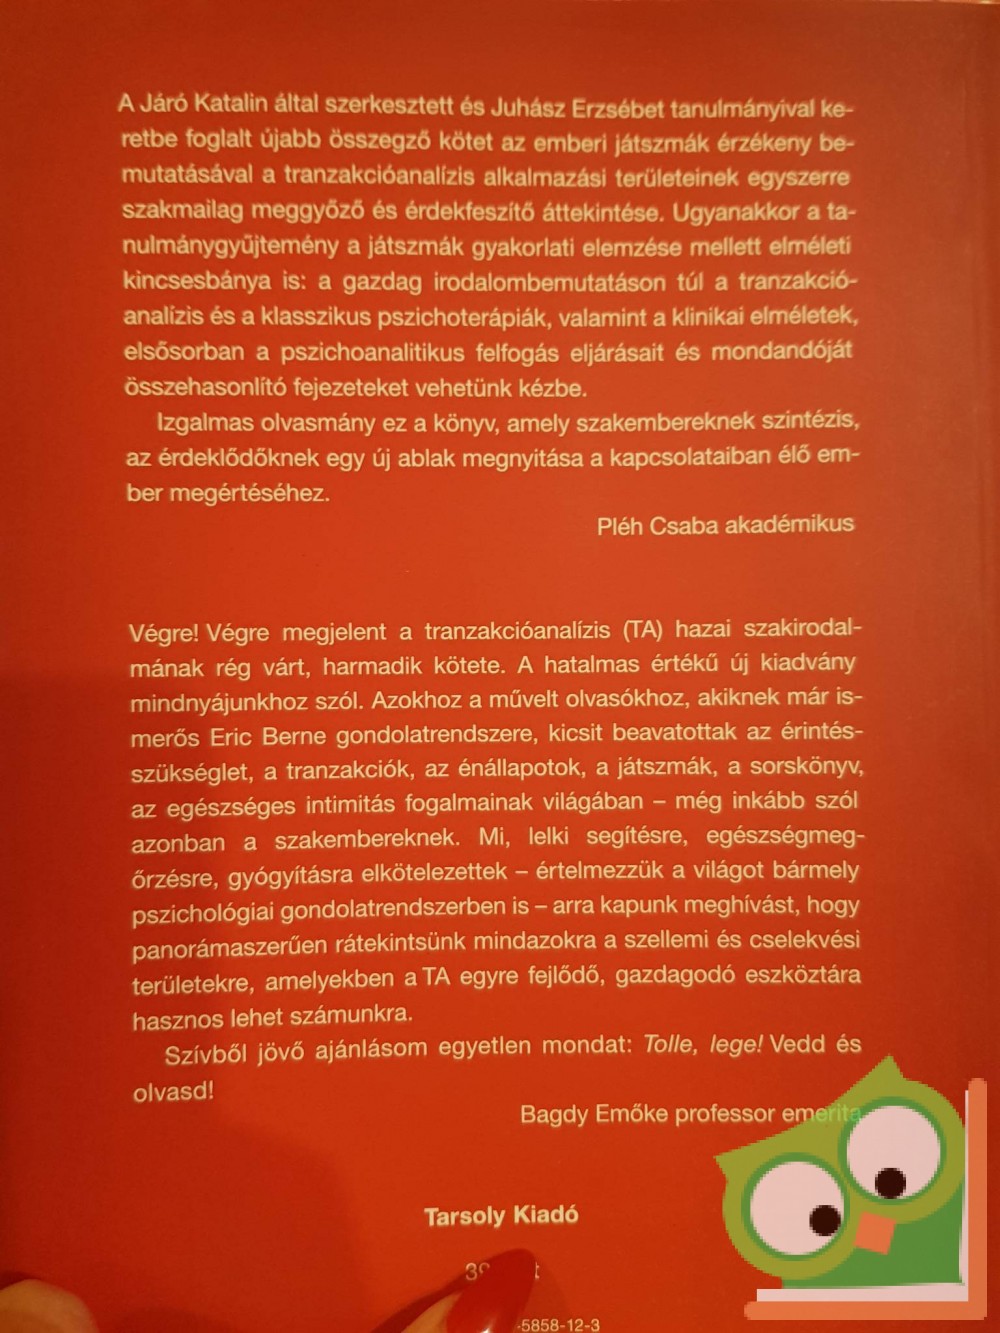 A Járó Katalin által szerkesztett és Juhász Erzsébet tanulmányival ke-
retbe foglalt újabb összegző kötet az emberi játszmák érzékeny be-
mutatásával a tranzakcióanalízis alkalmazási területeinek egyszerre
szakmailag meggyőző és érdekfeszítő áttekintése. Ugyanakkor a ta-
nulmánygyűjtemény a játszmák gyakorlati elemzése mellett elméleti
kincsesbánya is: a gazdag irodalombemutatáson túl a tranzakció-
analízis és a klasszikus pszichoterápiák, valamint a klinikai elméletek,
elsősorban a pszichoanalitikus felfogás eljárásait és mondandóját
összehasonlító fejezeteket vehetünk kézbe.
Izgalmas olvasmány ez a könyv, amely szakembereknek szintézis,
az érdeklődőknek egy új ablak megnyitása a kapcsolataiban élő em-
ber megértéséhez.
Pléh Csaba akadémikus
Végre! Végre megjelent a tranzakcióanalízis (TA) hazai szakirodal-
mának rég várt, harmadik kötete. A hatalmas értékű új kiadvány
mindnyájunkhoz szól. Azokhoz a művelt olvasókhoz, akiknek már is-
merős Eric Berne gondolatrendszere, kicsit beavatottak az érintés-
szükséglet, a tranzakciók, az énállapotok, a játszmák, a sorskönyv,
az egészséges intimitás fogalmainak világában – még inkább szól
azonban a szakembereknek. Mi, lelki segítésre, egészségmeg-
őrzésre, gyógyításra elkötelezettek – értelmezzük a világot bármely
pszichológiai gondolatrendszerben is – arra kapunk meghívást, hogy
panorámaszerűen rátekintsünk mindazokra a szellemi és cselekvési
területekre, amelyekben a TA egyre fejlődő, gazdagodó eszköztára
hasznos lehet számunkra.
Szívből jövő ajánlásom egyetlen mondat: Tolle, lege! Vedd és
olvasd!
Bagdy Emőke professor emerita
Tarsoly Kiadó
-5858-12-3